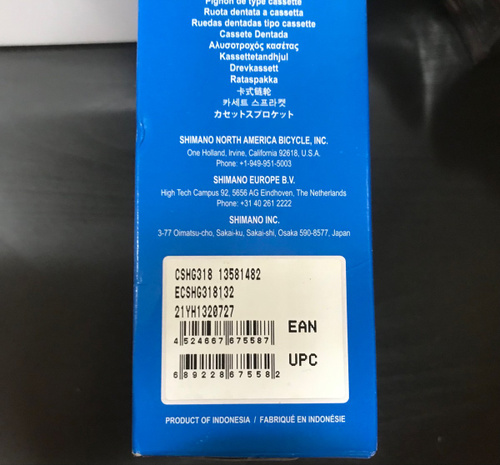 Pignon de type cassette
Ruota dentata a cassetta
Ruedas dentadas tipo cassette
Cassete Dentada
Αλυσοτροχός κασέτας
Kassettentandhjul
Drevkassett
Rataspakka
卡式链轮
카세트 스프라켓
カセットスプロケット
SHIMANO NORTH AMERICA BICYCLE, INC.
One Holland, Irvine, California 92618, U.S.A.
Phone: +1-949-951-5003
SHIMANO EUROPE B.V.
High Tech Campus 92, 5656 AG Eindhoven, The Netherlands
Phone: +31 40 261 2222
SHIMANO INC.
3-77 Oimatsu-cho, Sakai-ku, Sakai-shi, Osaka 590-8577, Japan
CSHG318 13581482
ECSHG318132
21YH1320727
EAN
4 524667 675587
UPC
6 89228 67558 2
PRODUCT OF INDONESIA / FABRIQUÉ EN INDONÉSIE